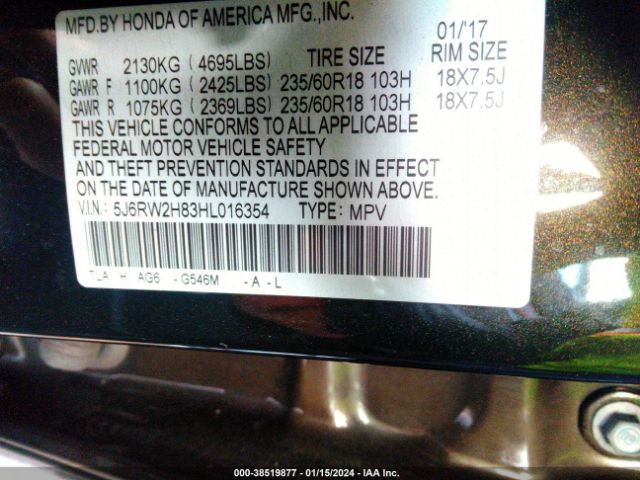 MFD.BY HONDA OF AMERICA MFG.,INC.
01/'17
GVWR 2130KG (4695LBS) TIRE SIZE RIM SIZE
GAWR F 1100KG (2425LBS) 235/60R18 103H 18X7.5J
GAWR R 1075KG (2369LBS) 235/60R18 103H 18X7.5J
THIS VEHICLE CONFORMS TO ALL APPLICABLE
FEDERAL MOTOR VEHICLE SAFETY
AND THEFT PREVENTION STANDARDS IN EFFECT
ON THE DATE OF MANUFACTURE SHOWN ABOVE.
V.I.N.: 5J6RW2H83HL016354 TYPE: MPV
TLA H AG6 -G546M -A-L
000-38519877 - 01/15/2024 - IAA Inc.